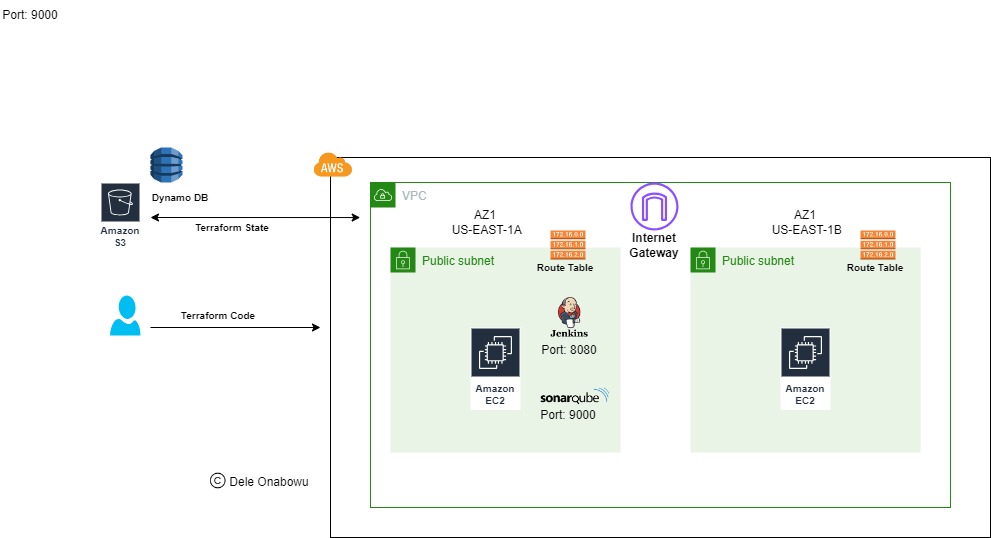 Port: 9000
AWS
Dynamo DB
Amazon
S3
Terraform State
VPC
AZ1
US-EAST-1A
172.16.0.0
172.16.1.0
172.16.2.0
Route Table
Public subnet
Internet
Gateway
AZ1
US-EAST-1B
172.16.0.0
172.16.1.0
172.16.2.0
Route Table
Public subnet
Terraform Code
Jenkins
Port: 8080
Amazon
EC2
sonarqube
Port: 9000
Amazon
EC2
© Dele Onabowu